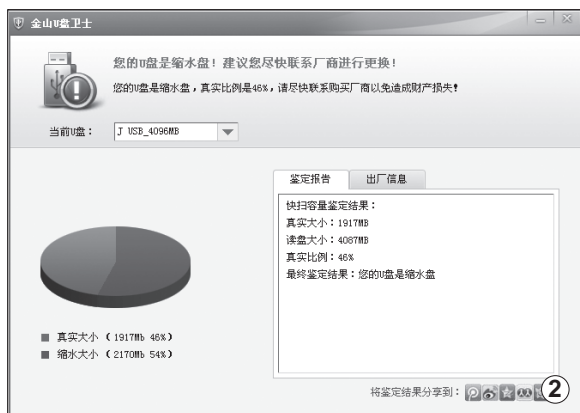 金山U盘卫士
您的U盘是缩水盘！建议您尽快联系厂商进行更换！
您的U盘是缩水盘，真实比例是46%，请尽快联系购买厂商以免造成财产损失！
当前U盘： J USB_4096MB
鉴定报告 出厂信息
快扫容量鉴定结果：
真实大小：1917MB
读盘大小：4087MB
真实比例：46%
最终鉴定结果：您的U盘是缩水盘
真实大小 (1917Mb 46%)
缩水大小 (2170Mb 54%)
将鉴定结果分享到：
2